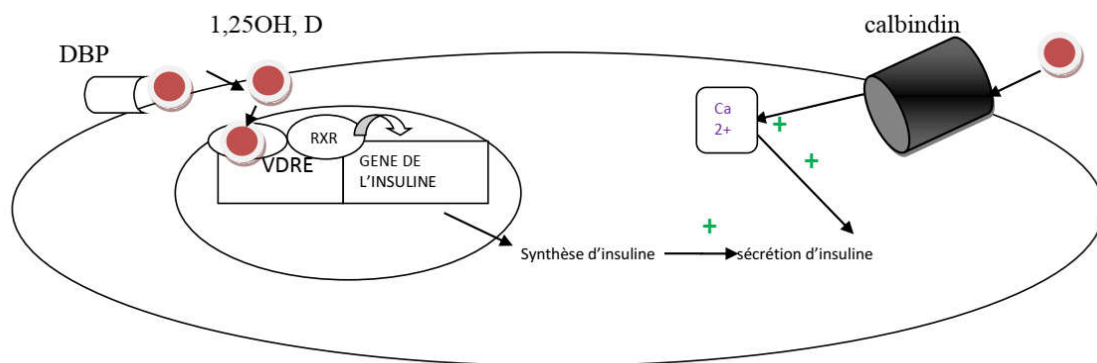 1,25OH, D
DBP
calbindin
Ca
2+
+
+
RXR
VDRE
GENE DE
L'INSULINE
+
Synthèse d'insuline
sécrétion d'insuline